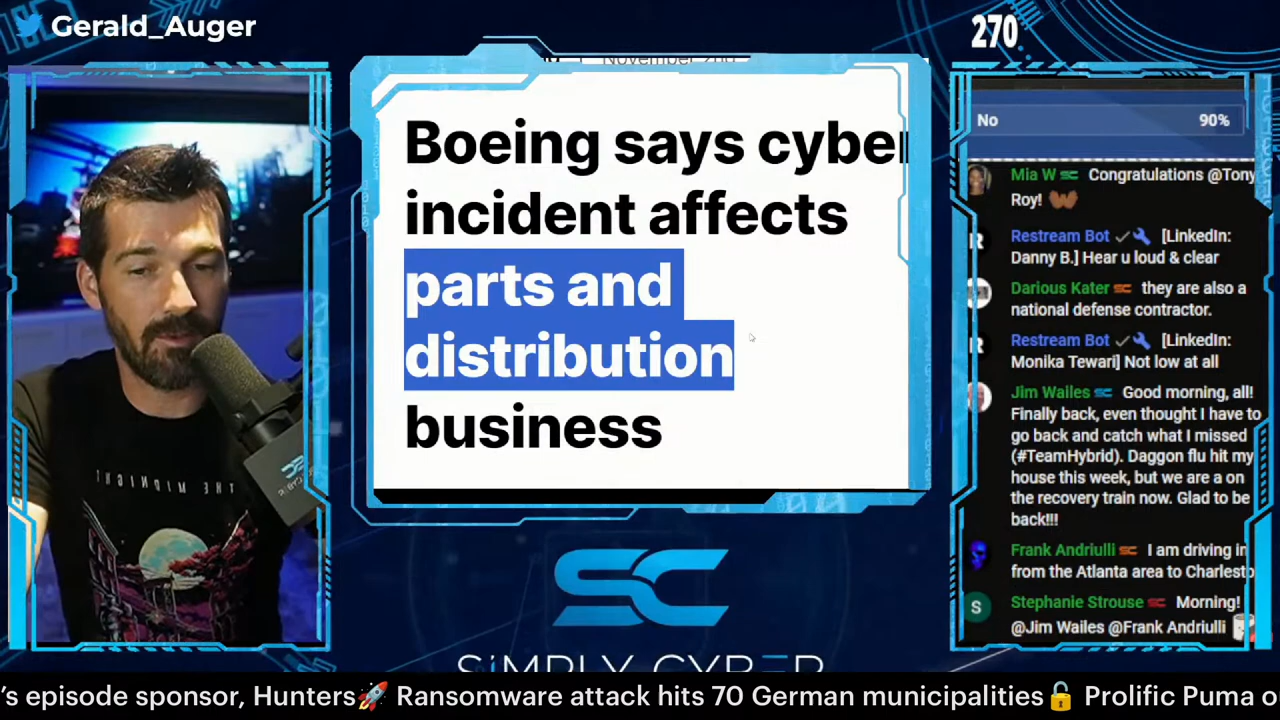 Gerald_Auger
270
November 2nd
Boeing says cyber
incident affects
parts and
distribution
business
No 90%
Mia W Congratulations @Tony
Roy!
Restream Bot [LinkedIn:
Danny B.] Hear u loud & clear
Darious Kater they are also a
national defense contractor.
Restream Bot [LinkedIn:
Monika Tewari] Not low at all
Jim Wailes Good morning, all!
Finally back, even thought I have to
go back and catch what I missed
(#TeamHybrid). Daggon flu hit my
house this week, but we are a on
the recovery train now. Glad to be
back!!!
Frank Andriulli I am driving in
from the Atlanta area to Charlesto
Stephanie Strouse Morning!
@Jim Wailes @Frank Andriulli
THE MIDNIGHT
SC
SIMPLY CYBER
's episode sponsor, Hunters🚀 Ransomware attack hits 70 German municipalities🔓 Prolific Puma o